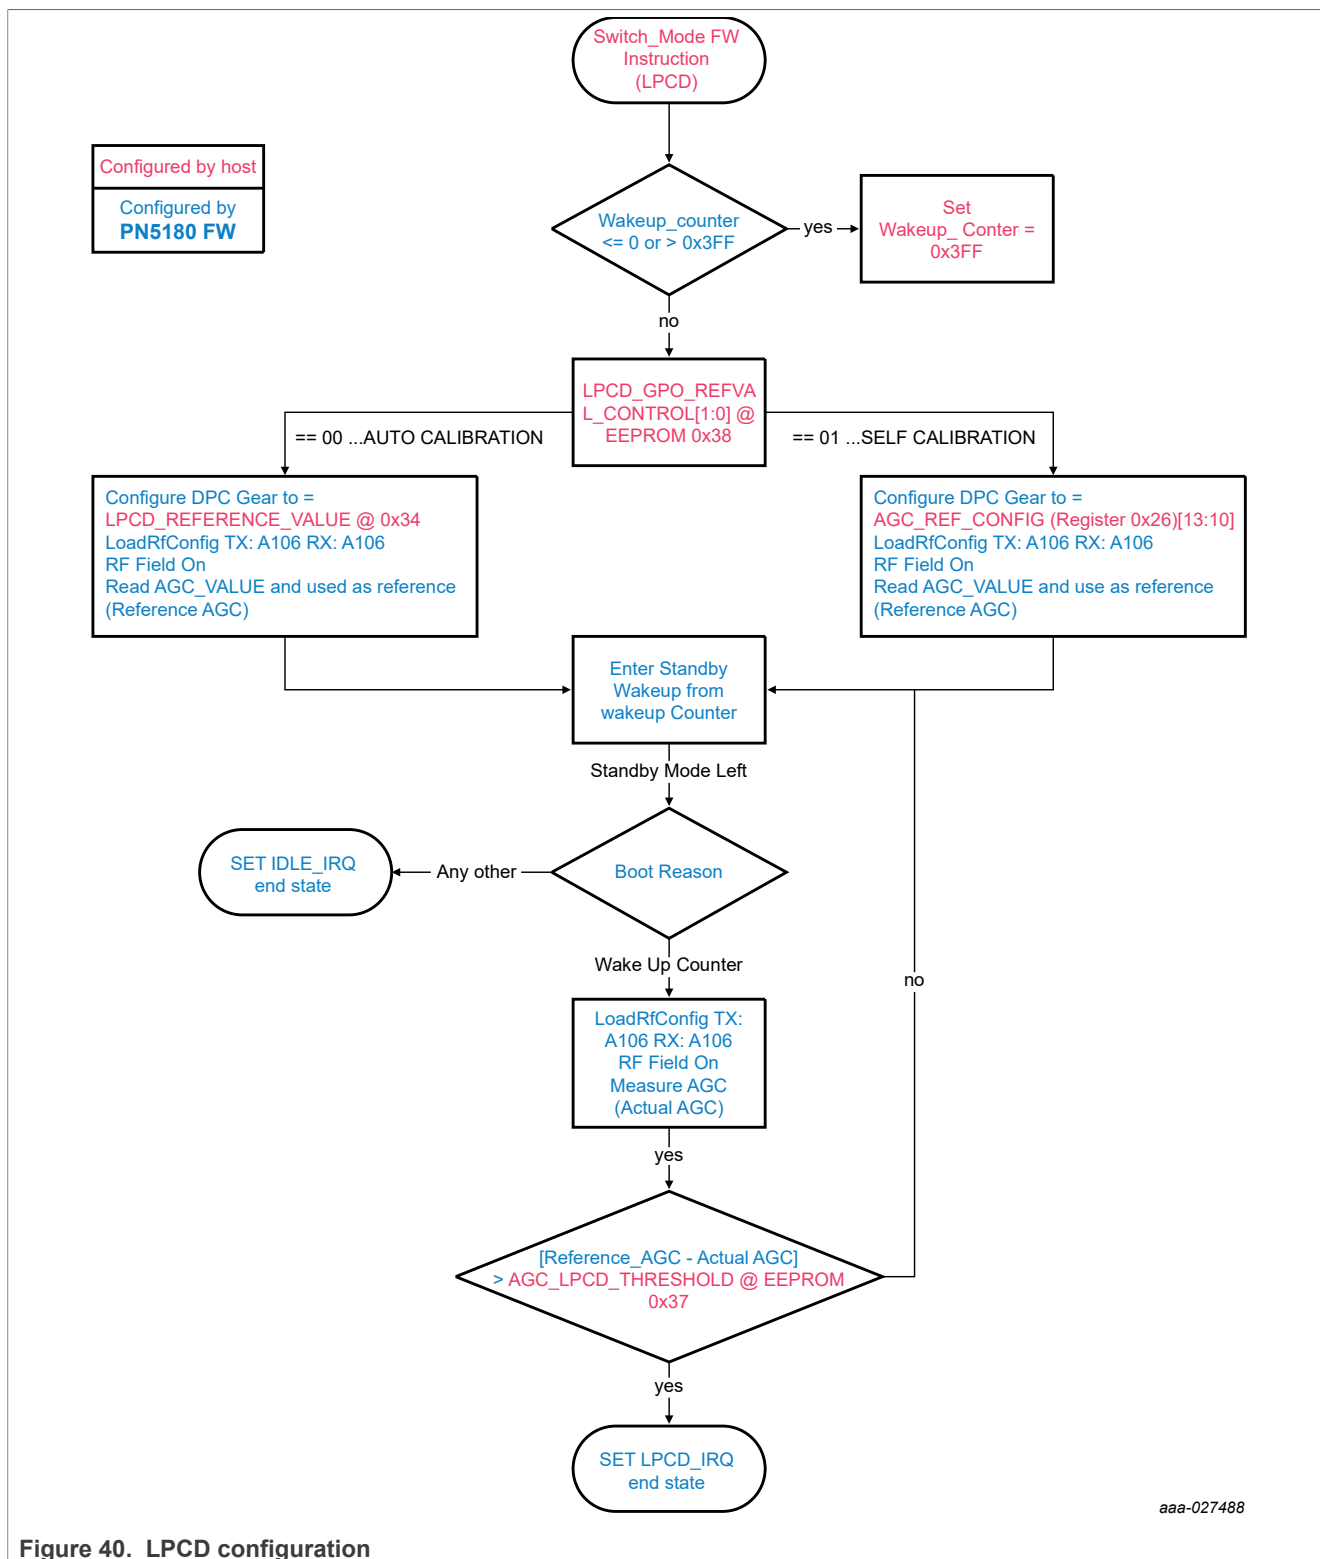 Switch_Mode FW
Instruction
(LPCD)
Configured by host
Configured by
PN5180 FW
Wakeup_counter
<= 0 or > 0x3FF
yes
Set
Wakeup_ Conter =
0x3FF
no
LPCD_GPO_REFVA
L_CONTROL[1:0] @
EEPROM 0x38
== 00 ...AUTO CALIBRATION
== 01 ...SELF CALIBRATION
Configure DPC Gear to =
LPCD_REFERENCE_VALUE @ 0x34
LoadRfConfig TX: A106 RX: A106
RF Field On
Read AGC_VALUE and used as reference
(Reference AGC)
Configure DPC Gear to =
AGC_REF_CONFIG (Register 0x26)[13:10]
LoadRfConfig TX: A106 RX: A106
RF Field On
Read AGC_VALUE and use as reference
(Reference AGC)
Enter Standby
Wakeup from
wakeup Counter
Standby Mode Left
SET IDLE_IRQ
end state
Any other
Boot Reason
Wake Up Counter
no
LoadRfConfig TX:
A106 RX: A106
RF Field On
Measure AGC
(Actual AGC)
yes
[Reference_AGC - Actual AGC]
> AGC_LPCD_THRESHOLD @ EEPROM
0x37
yes
SET LPCD_IRQ
end state
aaa-027488
Figure 40. LPCD configuration